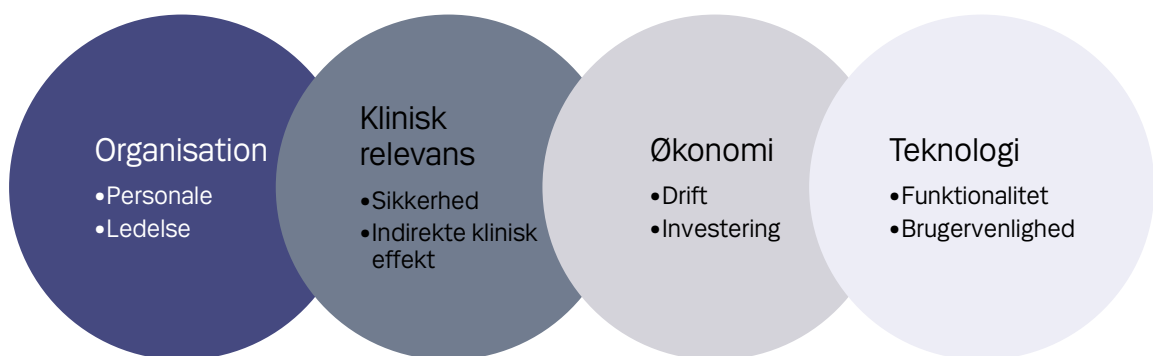 Organisation
•Personale
•Ledelse
Klinisk
relevans
•Sikkerhed
•Indirekte klinisk
effekt
Økonomi
•Drift
•Investering
Teknologi
•Funktionalitet
•Brugervenlighed